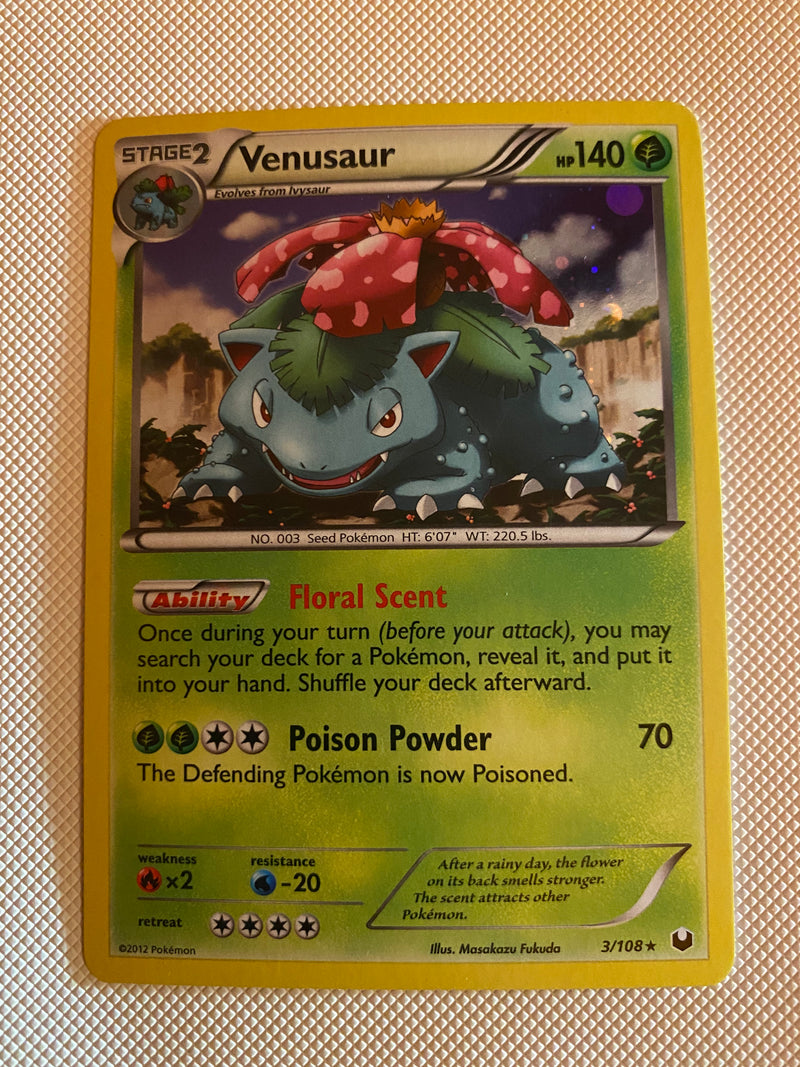 STAGE2 Venusaur HP140
Evolves from Ivysaur
NO. 003 Seed Pokémon HT: 6'07" WT: 220.5 lbs.
Ability Floral Scent
Once during your turn (before your attack), you may
search your deck for a Pokémon, reveal it, and put it
into your hand. Shuffle your deck afterward.
Poison Powder 70
The Defending Pokémon is now Poisoned.
weakness resistance
×2 -20
retreat
After a rainy day, the flower
on its back smells stronger.
The scent attracts other
Pokémon.
©2012 Pokémon Illus. Masakazu Fukuda 3/108★